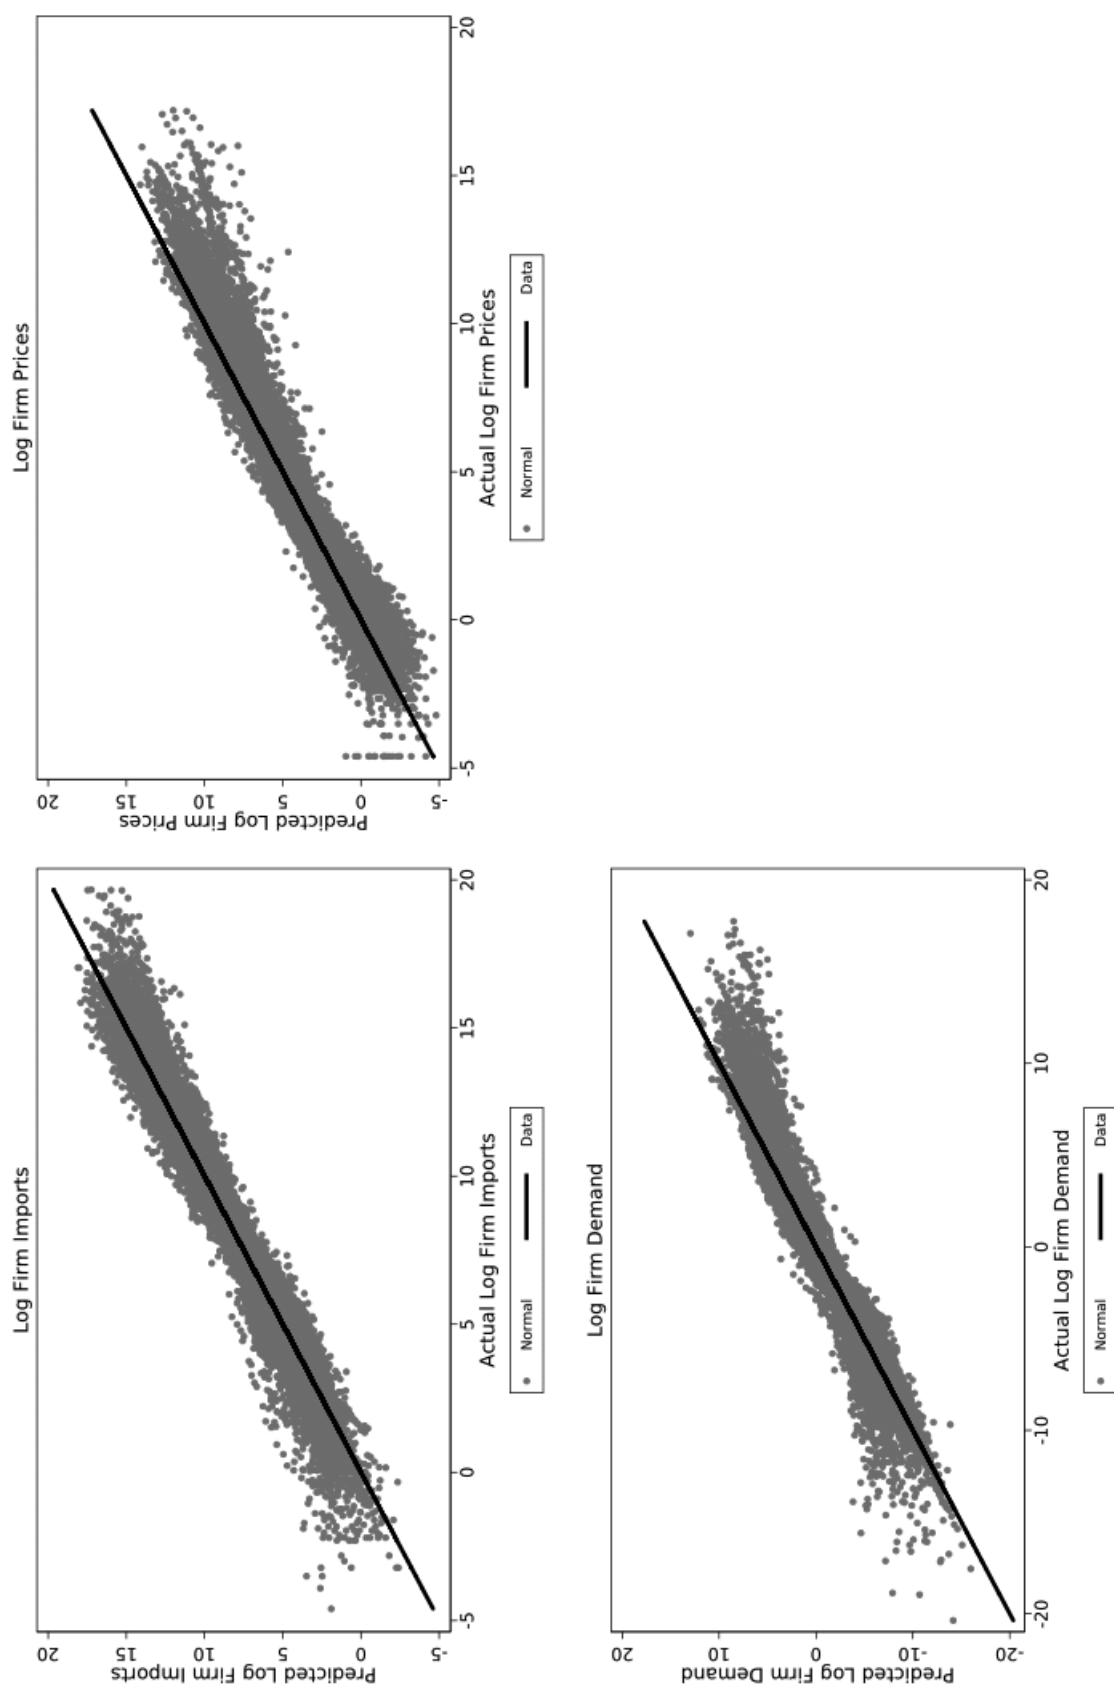 Log Firm Imports
Predicted Log Firm Imports
20
15
10
5
0
-5
-5
0
5
10
15
20
Actual Log Firm Imports
Normal
Data
Log Firm Prices
Predicted Log Firm Prices
20
15
10
5
0
-5
-5
0
5
10
15
20
Actual Log Firm Prices
Normal
Data
Log Firm Demand
Predicted Log Firm Demand
20
10
0
-10
-20
-20
-10
0
10
20
Actual Log Firm Demand
Normal
Data